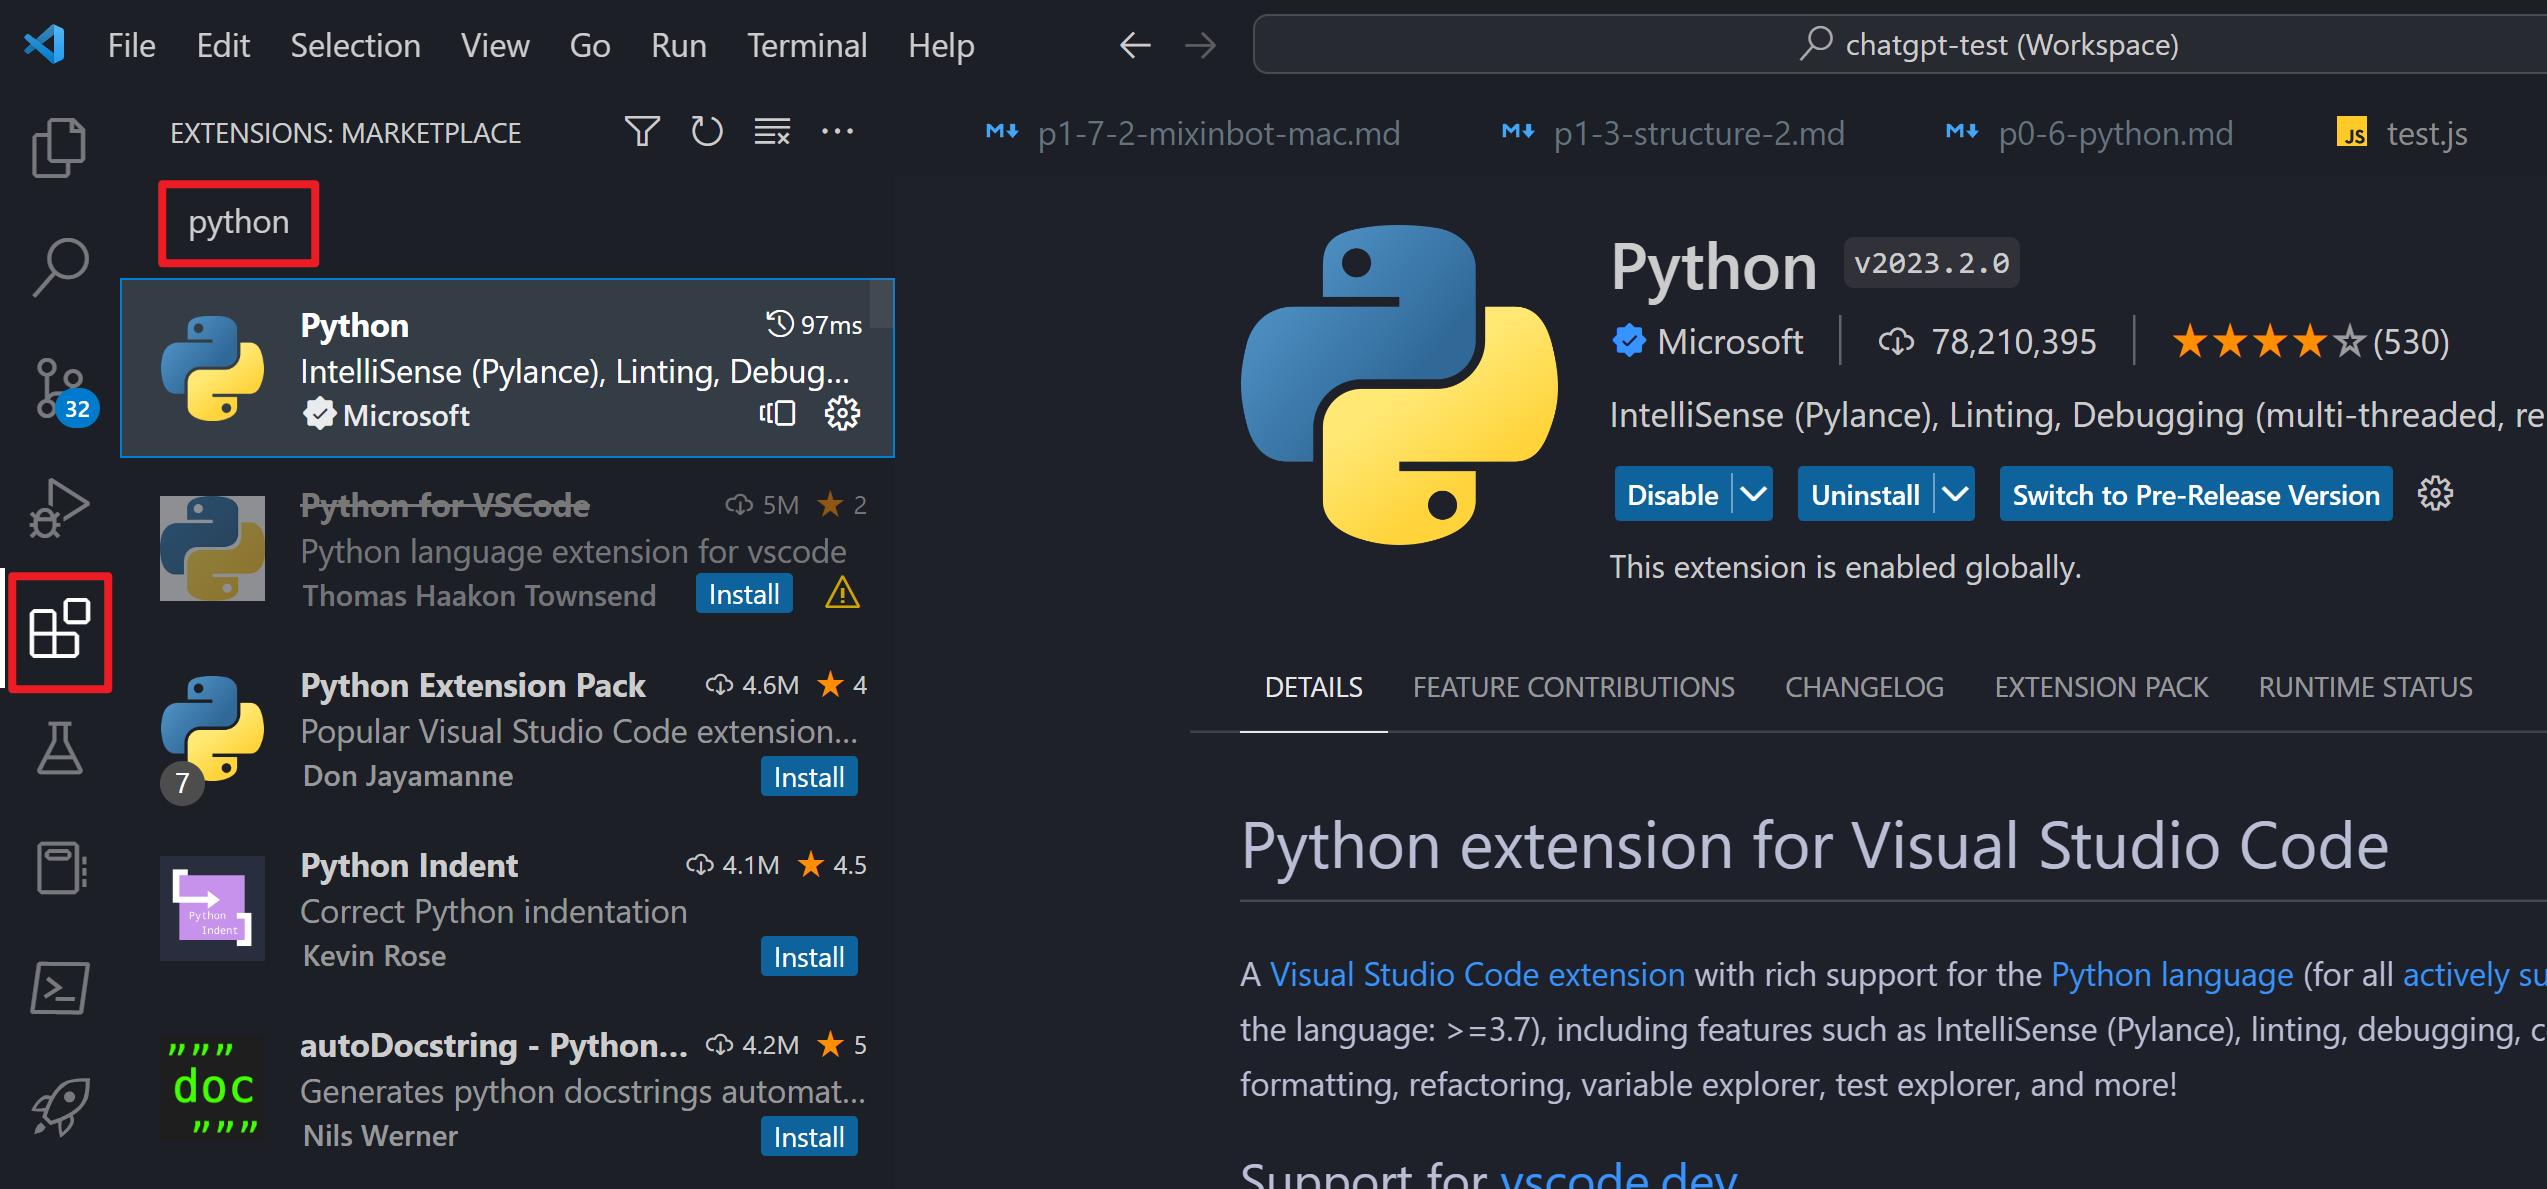 File Edit Selection View Go Run Terminal Help
chatgpt-test (Workspace)
EXTENSIONS: MARKETPLACE
python
Python 97ms
IntelliSense (Pylance), Linting, Debug...
Microsoft
Python for VSCode 5M 2
Python language extension for vscode
Thomas Haakon Townsend Install
Python Extension Pack 4.6M 4
Popular Visual Studio Code extension...
Don Jayamanne Install
7
Python Indent 4.1M 4.5
Correct Python indentation
Kevin Rose Install
Python
Indent
autoDocstring - Python... 4.2M 5
Generates python docstrings automat...
Nils Werner Install
"""
doc
"""
32
p1-7-2-mixinbot-mac.md p1-3-structure-2.md p0-6-python.md JS test.js
Python v2023.2.0
Microsoft 78,210,395 (530)
IntelliSense (Pylance), Linting, Debugging (multi-threaded, re
Disable Uninstall Switch to Pre-Release Version
This extension is enabled globally.
DETAILS FEATURE CONTRIBUTIONS CHANGELOG EXTENSION PACK RUNTIME STATUS
Python extension for Visual Studio Code
A Visual Studio Code extension with rich support for the Python language (for all actively su
the language: >=3.7), including features such as IntelliSense (Pylance), linting, debugging, c
formatting, refactoring, variable explorer, test explorer, and more!
Support for vscode.dev